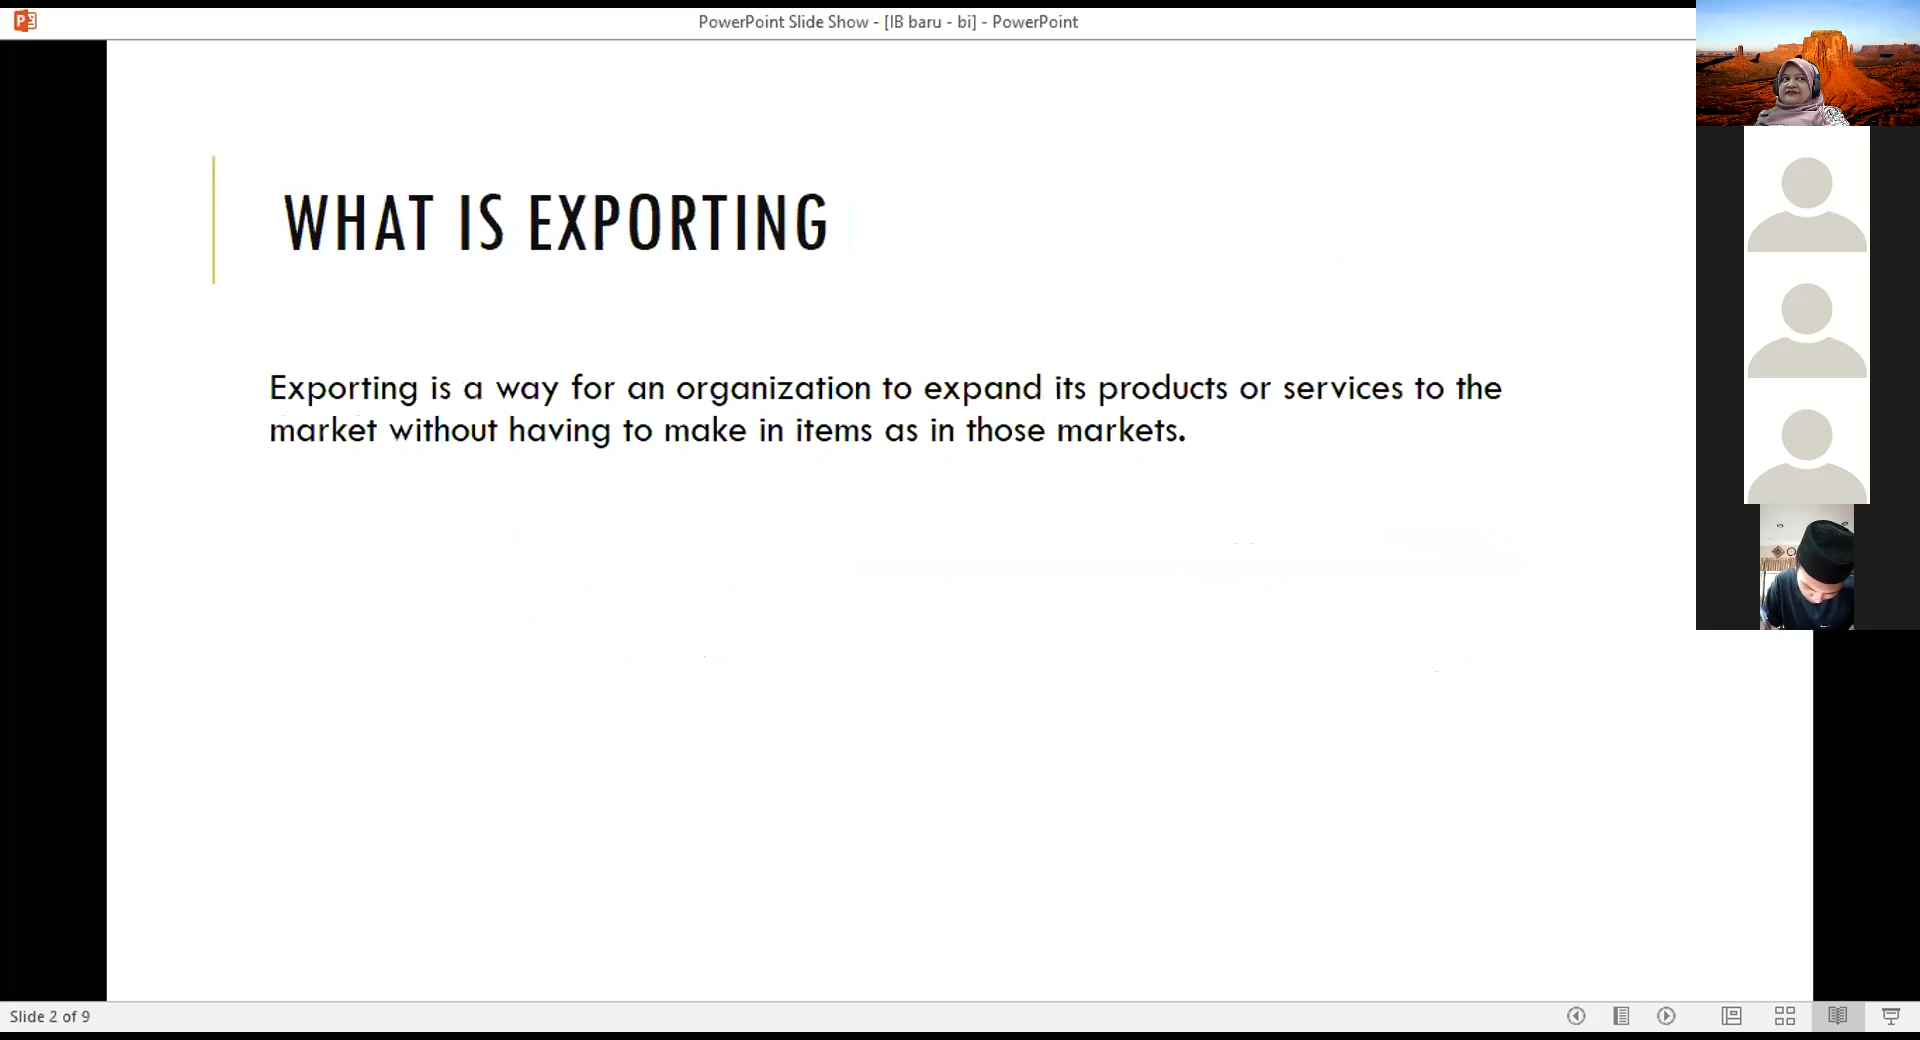 PowerPoint Slide Show - [IB baru - bi] - PowerPoint
WHAT IS EXPORTING
Exporting is a way for an organization to expand its products or services to the
market without having to make in items as in those markets.
Slide 2 of 9